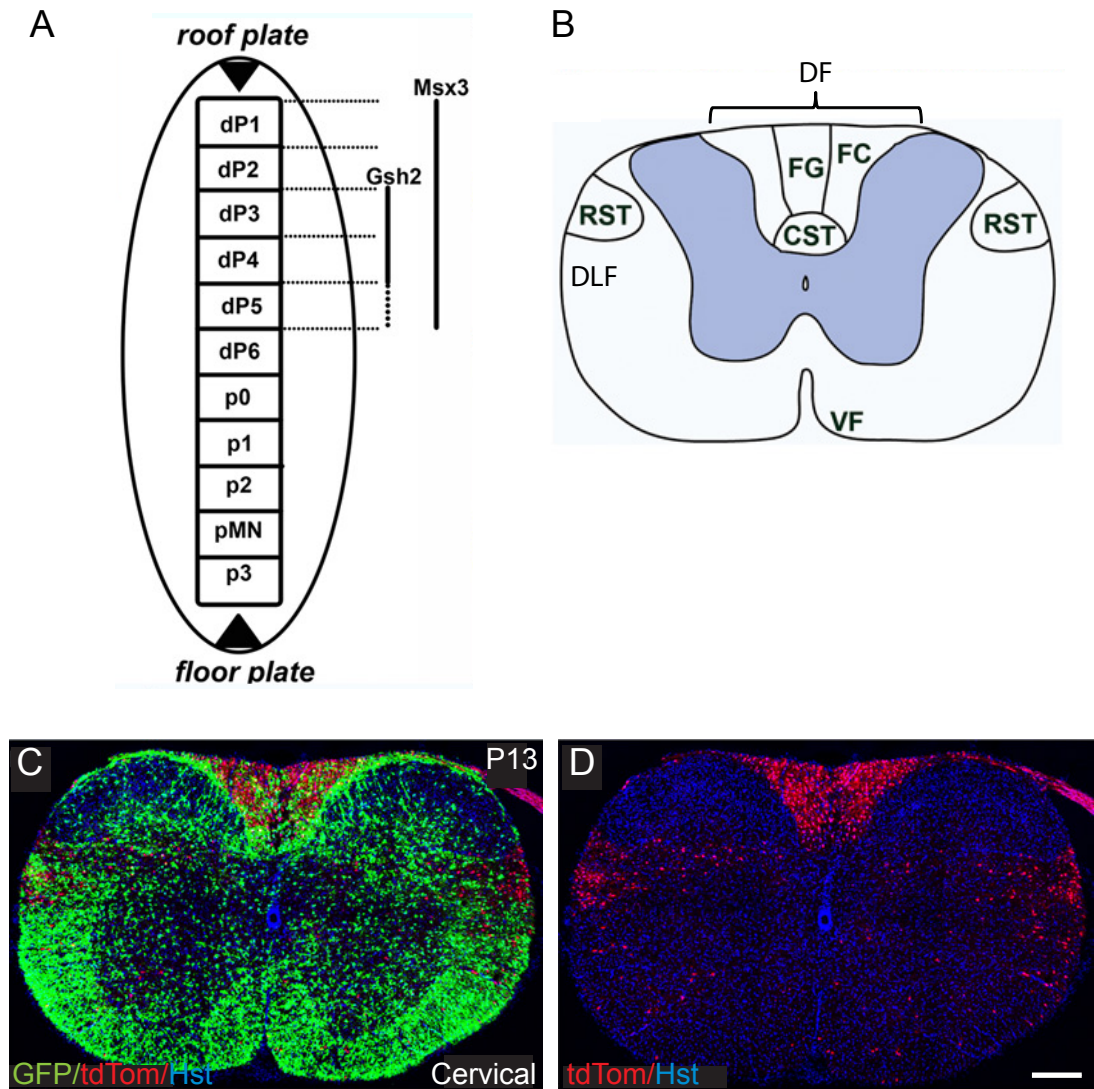 A
roof plate
Msx3
dP1
dP2
Gsh2
dP3
dP4
dP5
dP6
p0
p1
p2
pMN
p3
floor plate
B
DF
FG FC
RST CST RST
DLF
VF
C P13
GFP/tdTom/Hst Cervical
D
tdTom/Hst